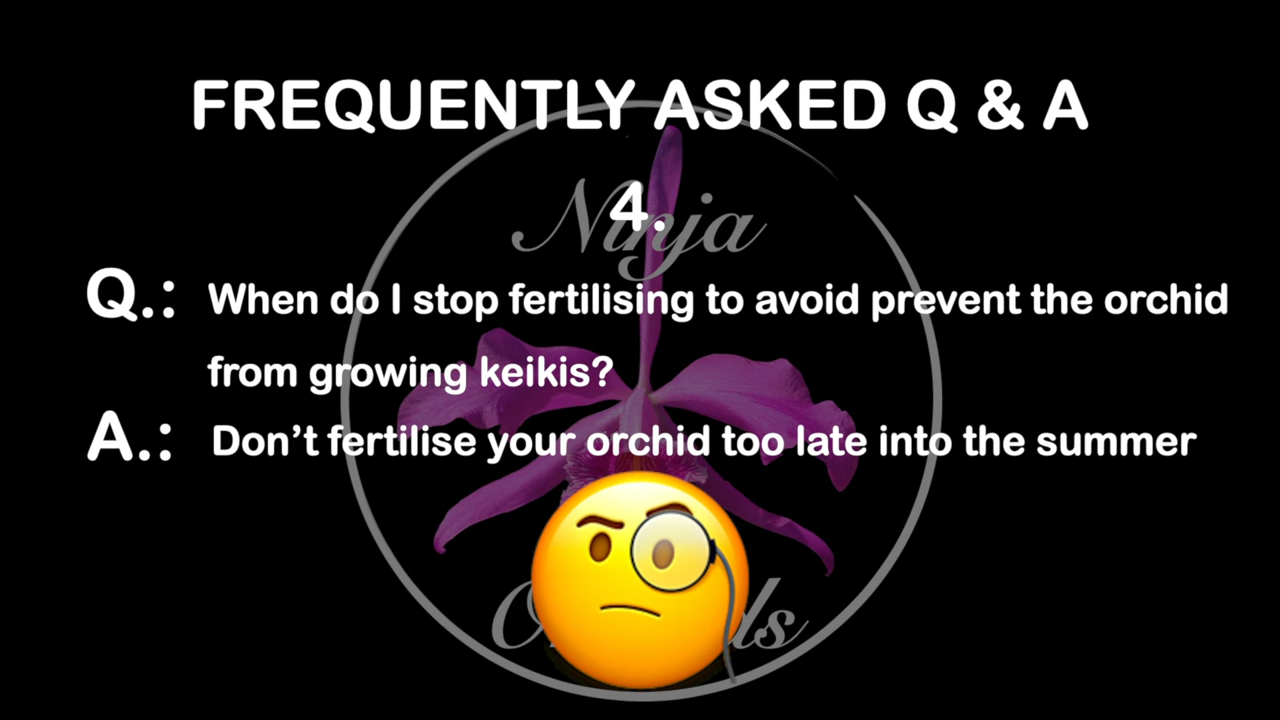 FREQUENTLY ASKED Q & A
4.
Ninja
Q.: When do I stop fertilising to avoid prevent the orchid
from growing keikis?
A.: Don’t fertilise your orchid too late into the summer